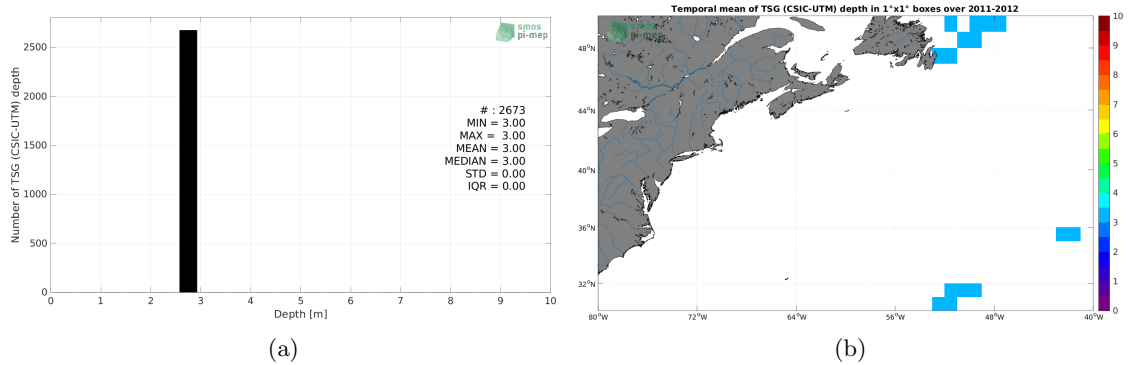 smos
pi-mep
2500
2000
1500
1000
500
0
Number of TSG (CSIC-UTM) depth
# : 2673
MIN = 3.00
MAX = 3.00
MEAN = 3.00
MEDIAN = 3.00
STD = 0.00
IQR = 0.00
0 1 2 3 4 5 6 7 8 9 10
Depth [m]
(a)
Temporal mean of TSG (CSIC-UTM) depth in 1°x1° boxes over 2011-2012
smos
pi-mep
48°N
44°N
40°N
36°N
32°N
80°W 72°W 64°W 56°W 48°W 40°W
10
9
8
7
6
5
4
3
2
1
0
(b)